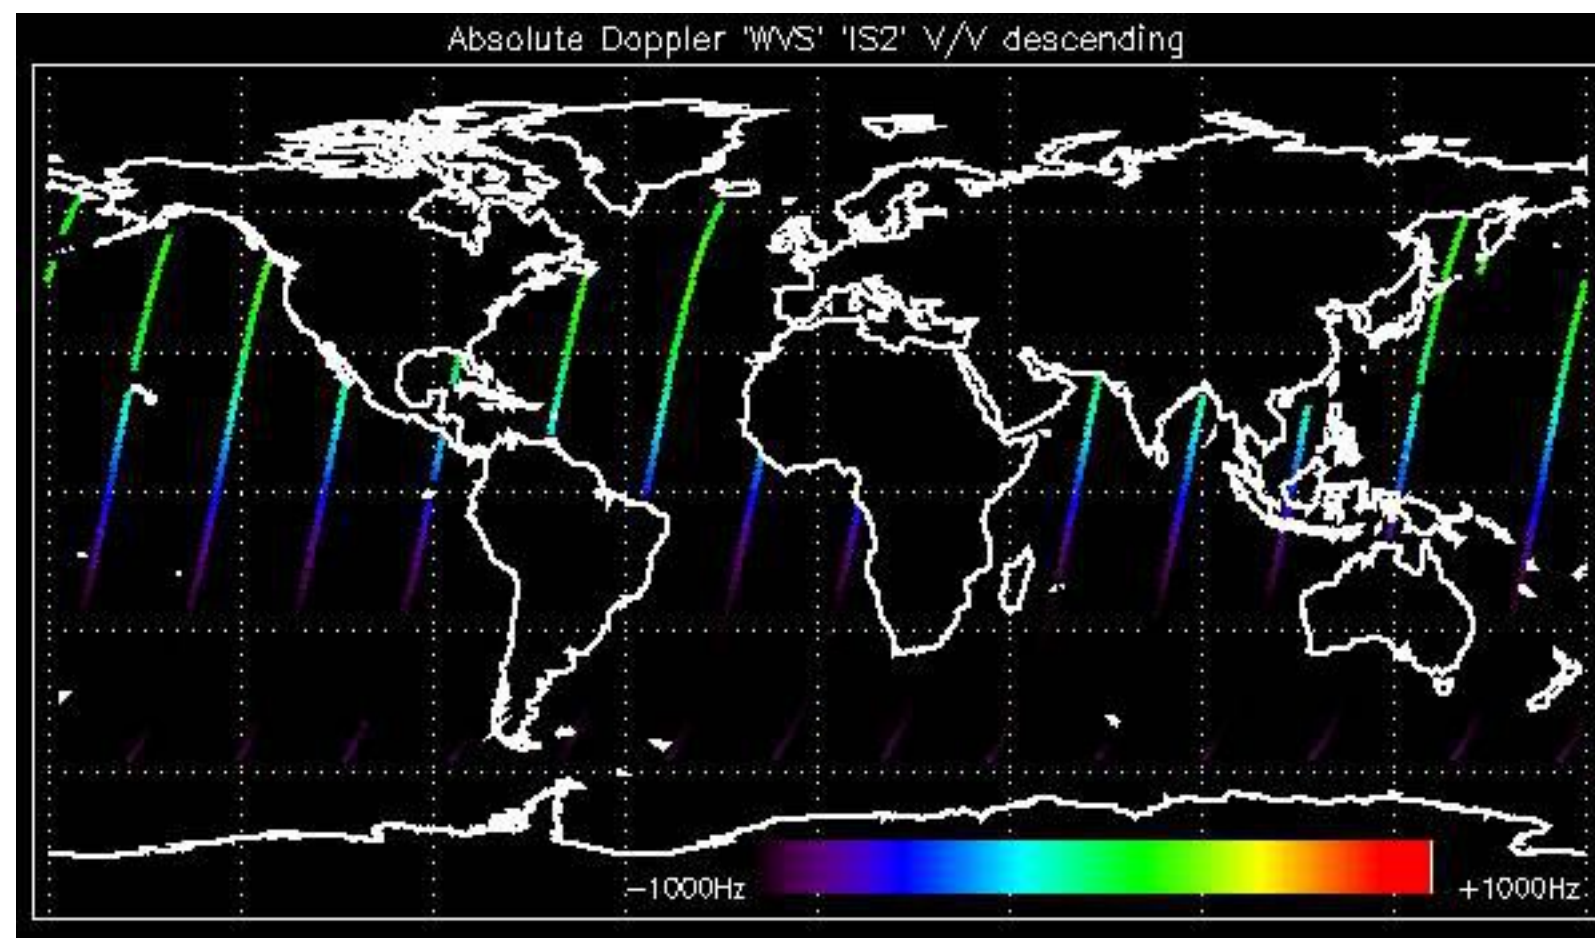 Absolute Doppler 'WVS' 'IS2' V/V descending
−1000Hz
+1000Hz